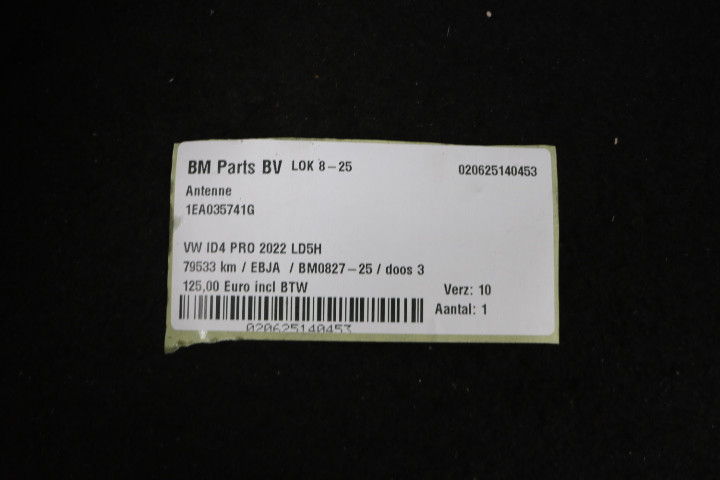 BM Parts BV LOK 8-25 020625140453
Antenne
1EA035741G
VW ID4 PRO 2022 LD5H
79533 km / EBJA / BM0827-25 / doos 3
125,00 Euro incl BTW Verz: 10
Aantal: 1
020625140453